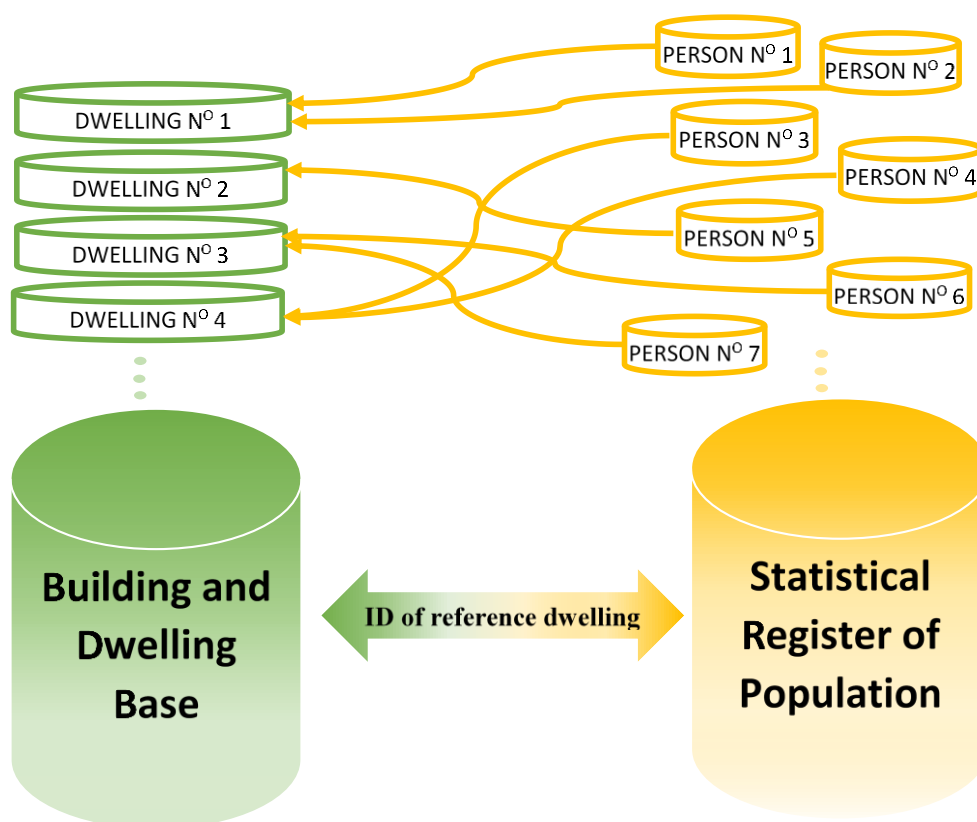 PERSON Nᴼ 1
PERSON Nᴼ 2
DWELLING Nᴼ 1
PERSON Nᴼ 3
DWELLING Nᴼ 2
PERSON Nᴼ 4
DWELLING Nᴼ 3
PERSON Nᴼ 5
PERSON Nᴼ 6
DWELLING Nᴼ 4
PERSON Nᴼ 7
Building and
Dwelling
Base
ID of reference dwelling
Statistical
Register of
Population